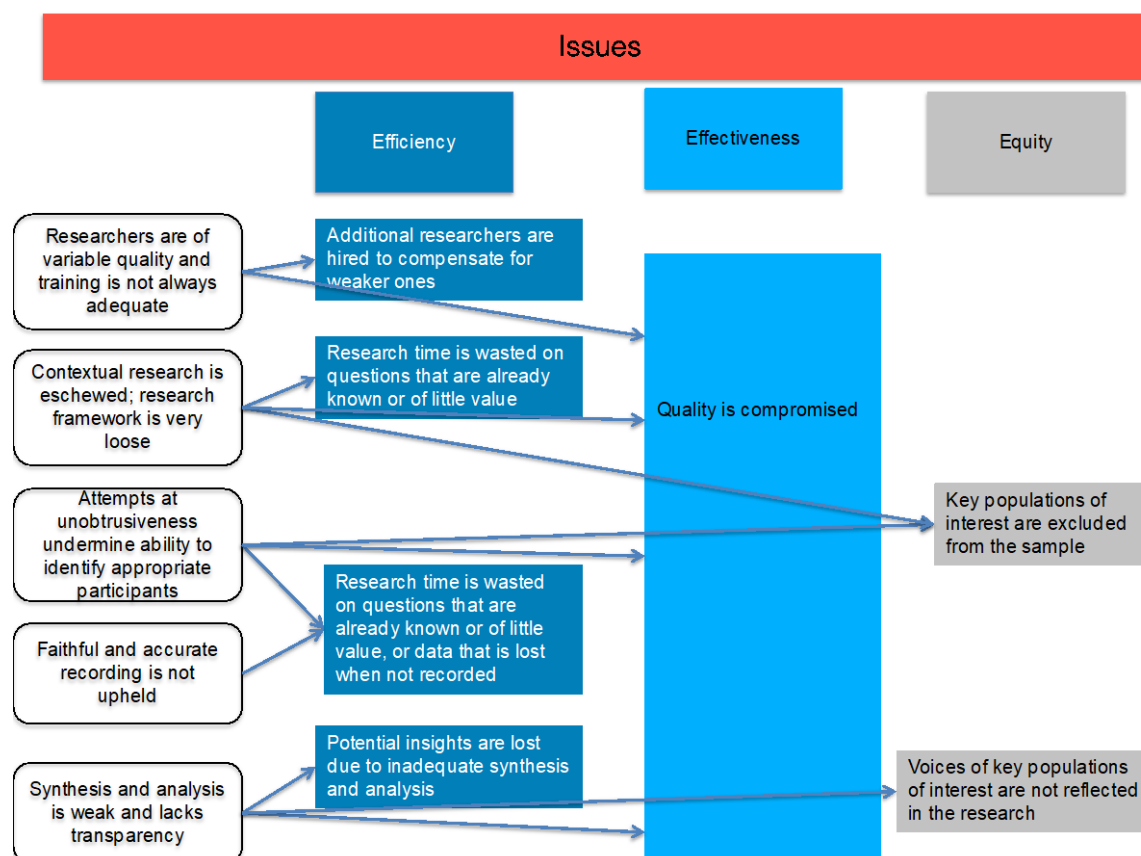 Issues
Efficiency
Effectiveness
Equity
Researchers are of
variable quality and
training is not always
adequate
Additional researchers are
hired to compensate for
weaker ones
Contextual research is
eschewed; research
framework is very
loose
Research time is wasted on
questions that are already
known or of little value
Quality is compromised
Attempts at
unobtrusiveness
undermine ability to
identify appropriate
participants
Key populations of
interest are excluded
from the sample
Research time is wasted
on questions that are
already known or of little
value, or data that is lost
when not recorded
Faithful and accurate
recording is not
upheld
Potential insights are lost
due to inadequate synthesis
and analysis
Synthesis and analysis
is weak and lacks
transparency
Voices of key populations
of interest are not reflected
in the research